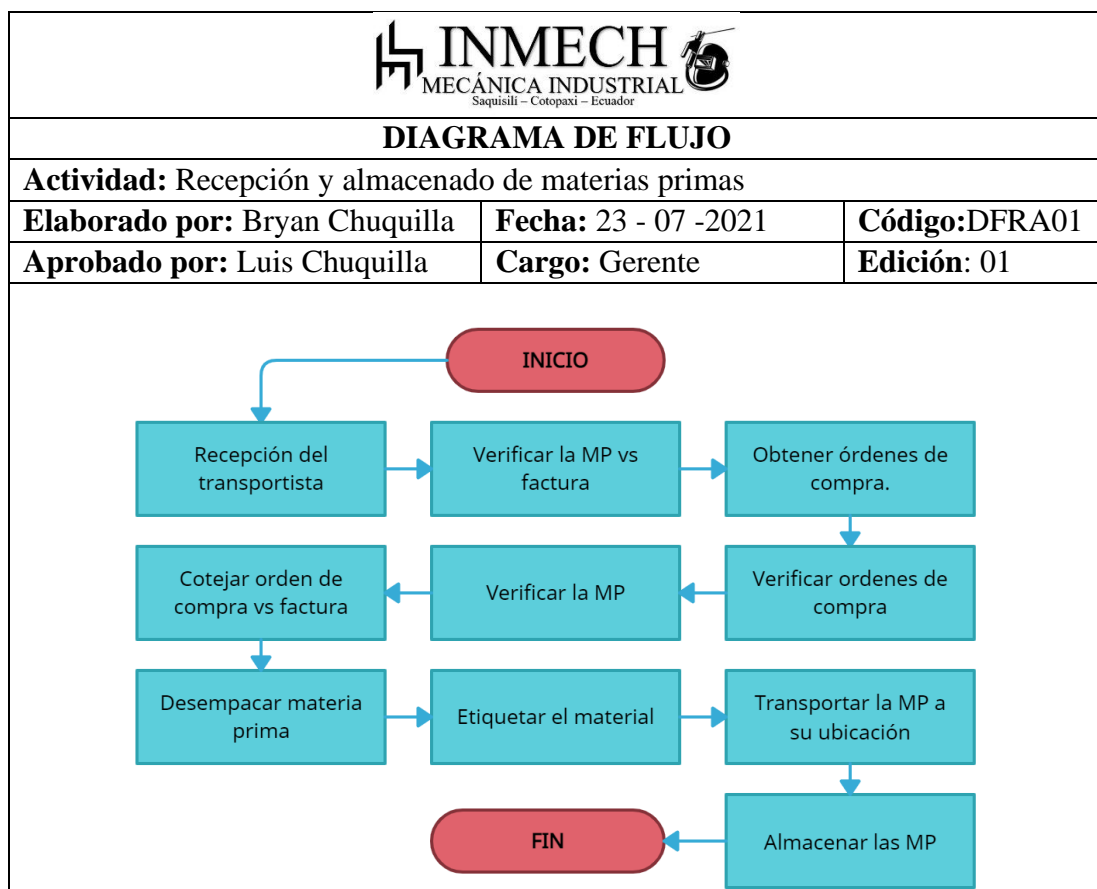 INMECH
MECÁNICA INDUSTRIAL
Saquisilí – Cotopaxi – Ecuador
DIAGRAMA DE FLUJO
Actividad: Recepción y almacenado de materias primas
Elaborado por: Bryan Chuquilla Fecha: 23 - 07 -2021 Código:DFRA01
Aprobado por: Luis Chuquilla Cargo: Gerente Edición: 01
INICIO
Recepción del
transportista
Verificar la MP vs
factura
Obtener órdenes de
compra.
Verificar ordenes de
compra
Verificar la MP
Cotejar orden de
compra vs factura
Desempacar materia
prima
Etiquetar el material
Transportar la MP a
su ubicación
Almacenar las MP
FIN